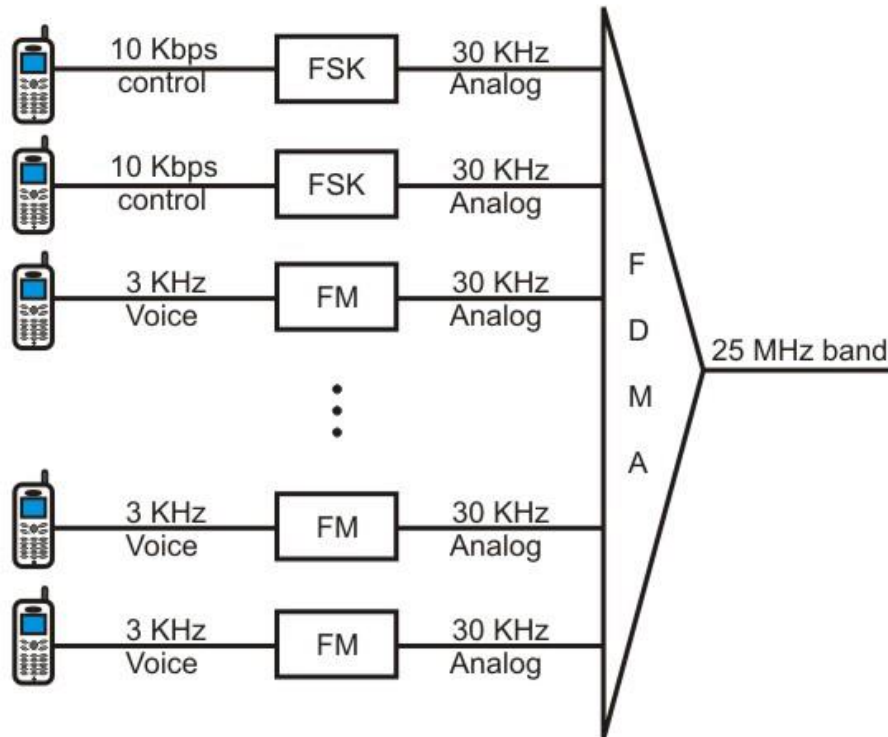 10 Kbps
control
FSK
30 KHz
Analog
10 Kbps
control
FSK
30 KHz
Analog
3 KHz
Voice
FM
30 KHz
Analog
F
D
M
A
25 MHz band
3 KHz
Voice
FM
30 KHz
Analog
3 KHz
Voice
FM
30 KHz
Analog